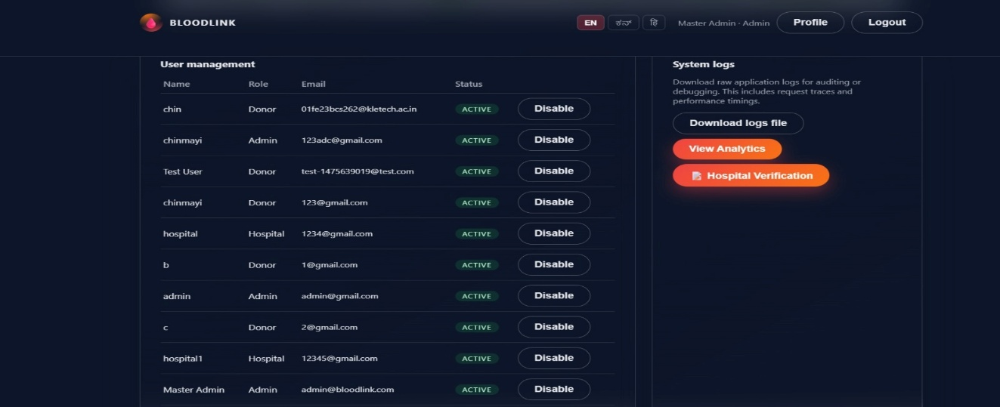 BLOODLINK
EN ಕನ್ हि Master Admin · Admin Profile Logout
User management
Name Role Email Status
chin Donor 01fe23bcs262@kletech.ac.in ACTIVE Disable
chinmayi Admin 123adc@gmail.com ACTIVE Disable
Test User Donor test-1475639019@test.com ACTIVE Disable
chinmayi Donor 123@gmail.com ACTIVE Disable
hospital Hospital 1234@gmail.com ACTIVE Disable
b Donor 1@gmail.com ACTIVE Disable
admin Admin admin@gmail.com ACTIVE Disable
c Donor 2@gmail.com ACTIVE Disable
hospital1 Hospital 12345@gmail.com ACTIVE Disable
Master Admin Admin admin@bloodlink.com ACTIVE Disable
System logs
Download raw application logs for auditing or
debugging. This includes request traces and
performance timings.
Download logs file
View Analytics
Hospital Verification